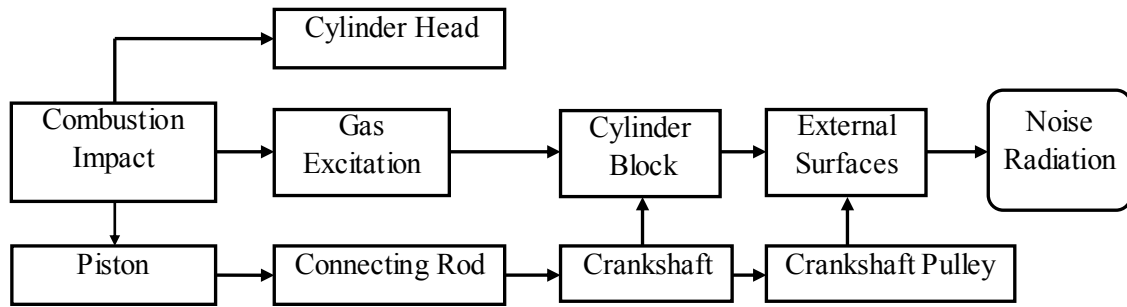 Cylinder Head
Combustion
Impact
Gas
Excitation
Cylinder
Block
External
Surfaces
Noise
Radiation
Piston
Connecting Rod
Crankshaft
Crankshaft Pulley